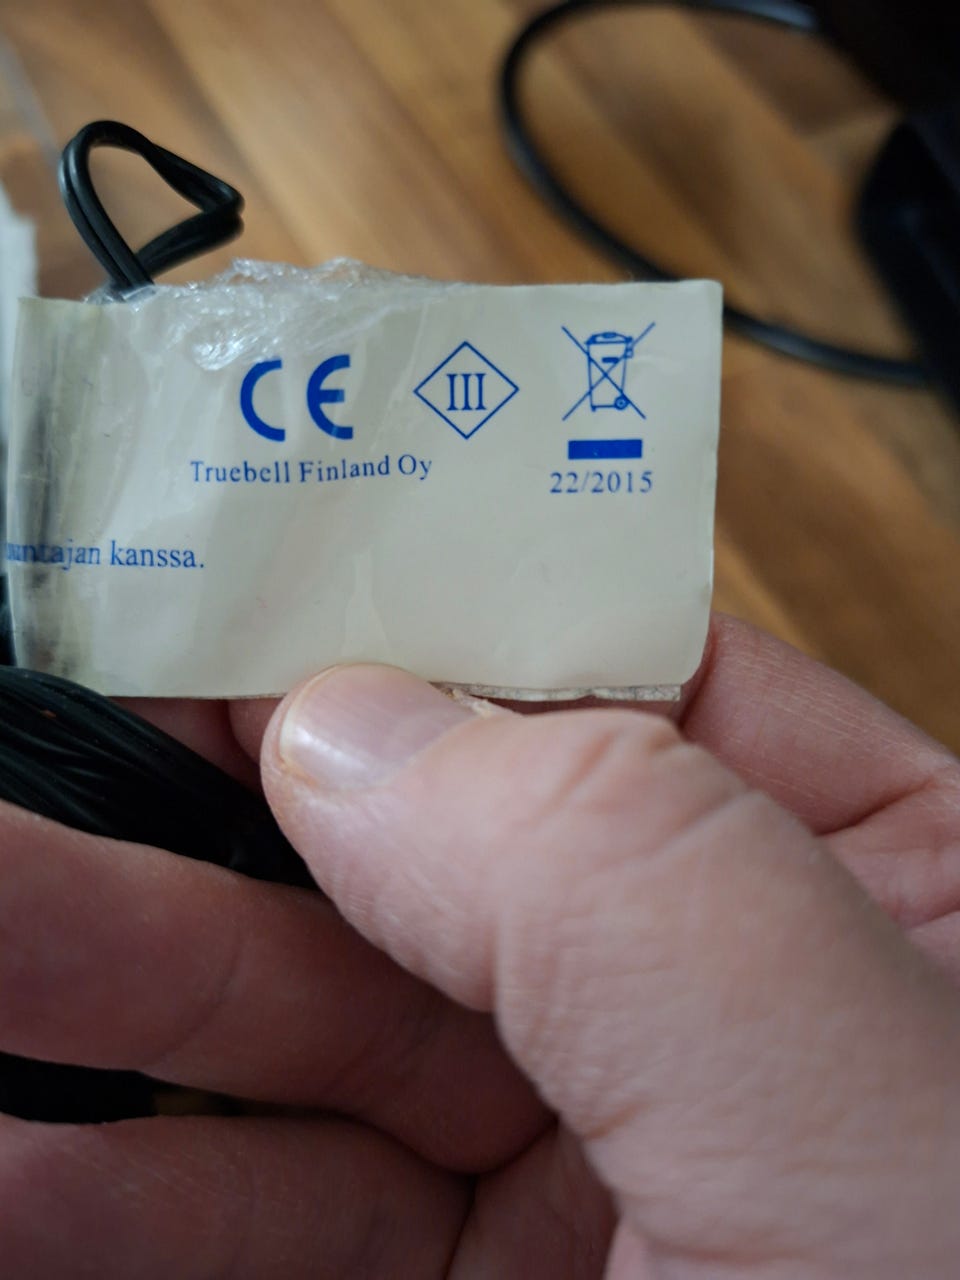 CE III
Truebell Finland Oy 22/2015
kanssa.